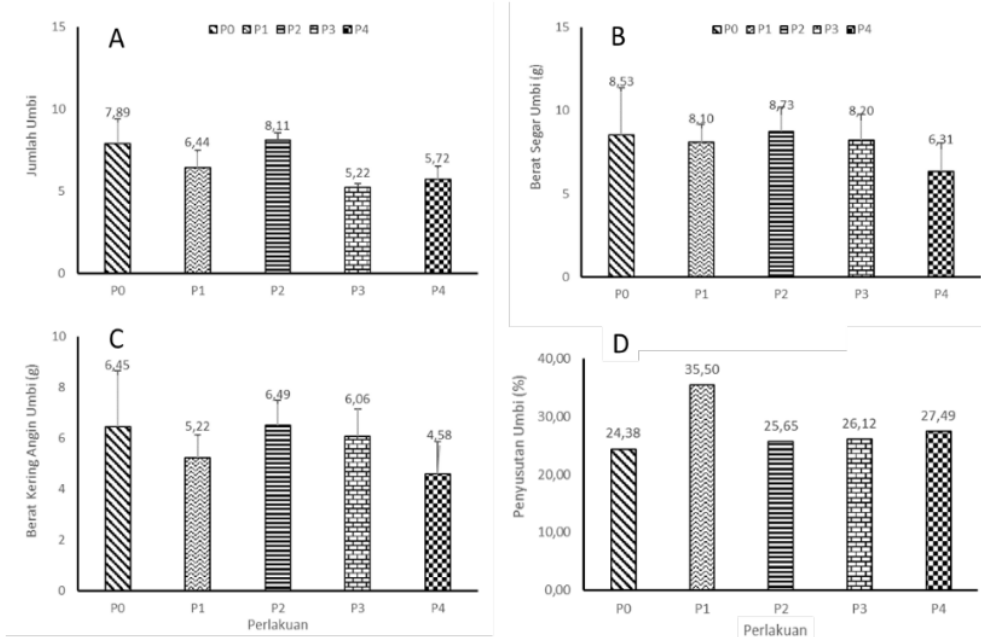 A
P0 P1 P2 P3 P4
Jumlah Umbi
15
10
5
0
7,89
6,44
8,11
5,22
5,72
P0 P1 P2 P3 P4
B
P0 P1 P2 P3 P4
Berat Segar Umbi (g)
15
10
5
0
8,53
8,10
8,73
8,20
6,31
P0 P1 P2 P3 P4
C
Berat Kering Angin Umbi (g)
10
8
6
4
2
0
6,45
5,22
6,49
6,06
4,58
P0 P1 P2 P3 P4
Perlakuan
D
Penyusutan Umbi (%)
40,00
30,00
20,00
10,00
0,00
24,38
35,50
25,65
26,12
27,49
P0 P1 P2 P3 P4
Perlakuan